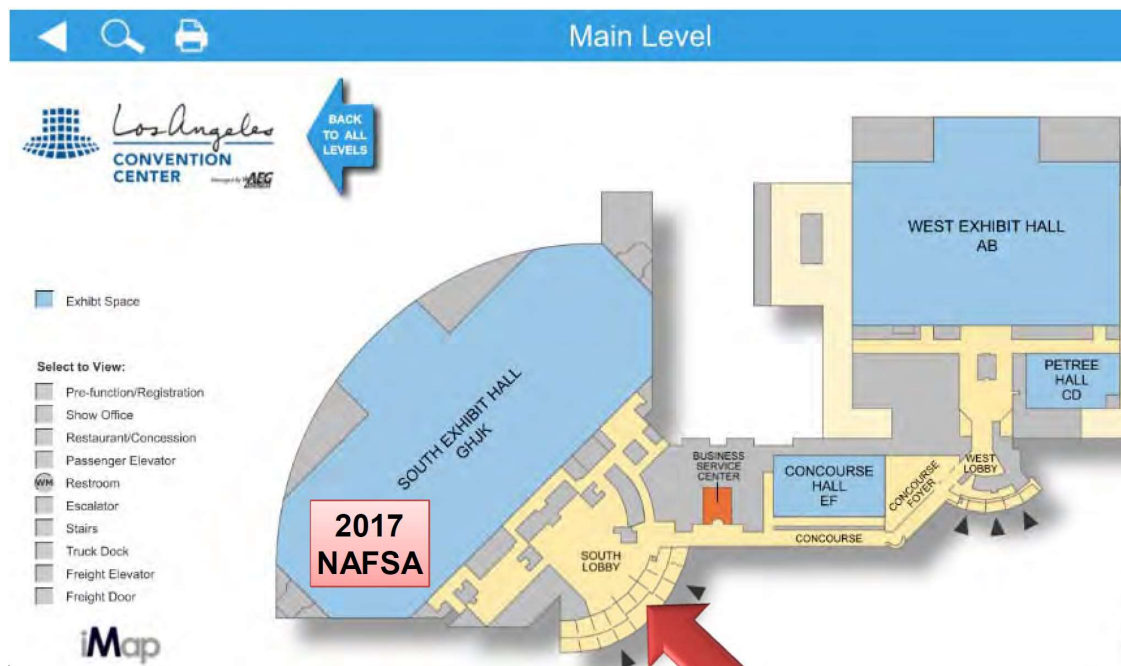 Main Level
Los Angeles
CONVENTION
CENTER
Managed by AEG
BACK
TO ALL
LEVELS
Exhibt Space
Select to View:
Pre-function/Registration
Show Office
Restaurant/Concession
Passenger Elevator
WM Restroom
Escalator
Stairs
Truck Dock
Freight Elevator
Freight Door
iMap
WEST EXHIBIT HALL
AB
PETREE
HALL
CD
SOUTH EXHIBIT HALL
GHJK
BUSINESS
SERVICE
CENTER
CONCOURSE
HALL
EF
CONCOURSE
FOYER
WEST
LOBBY
2017
NAFSA
SOUTH
LOBBY
CONCOURSE